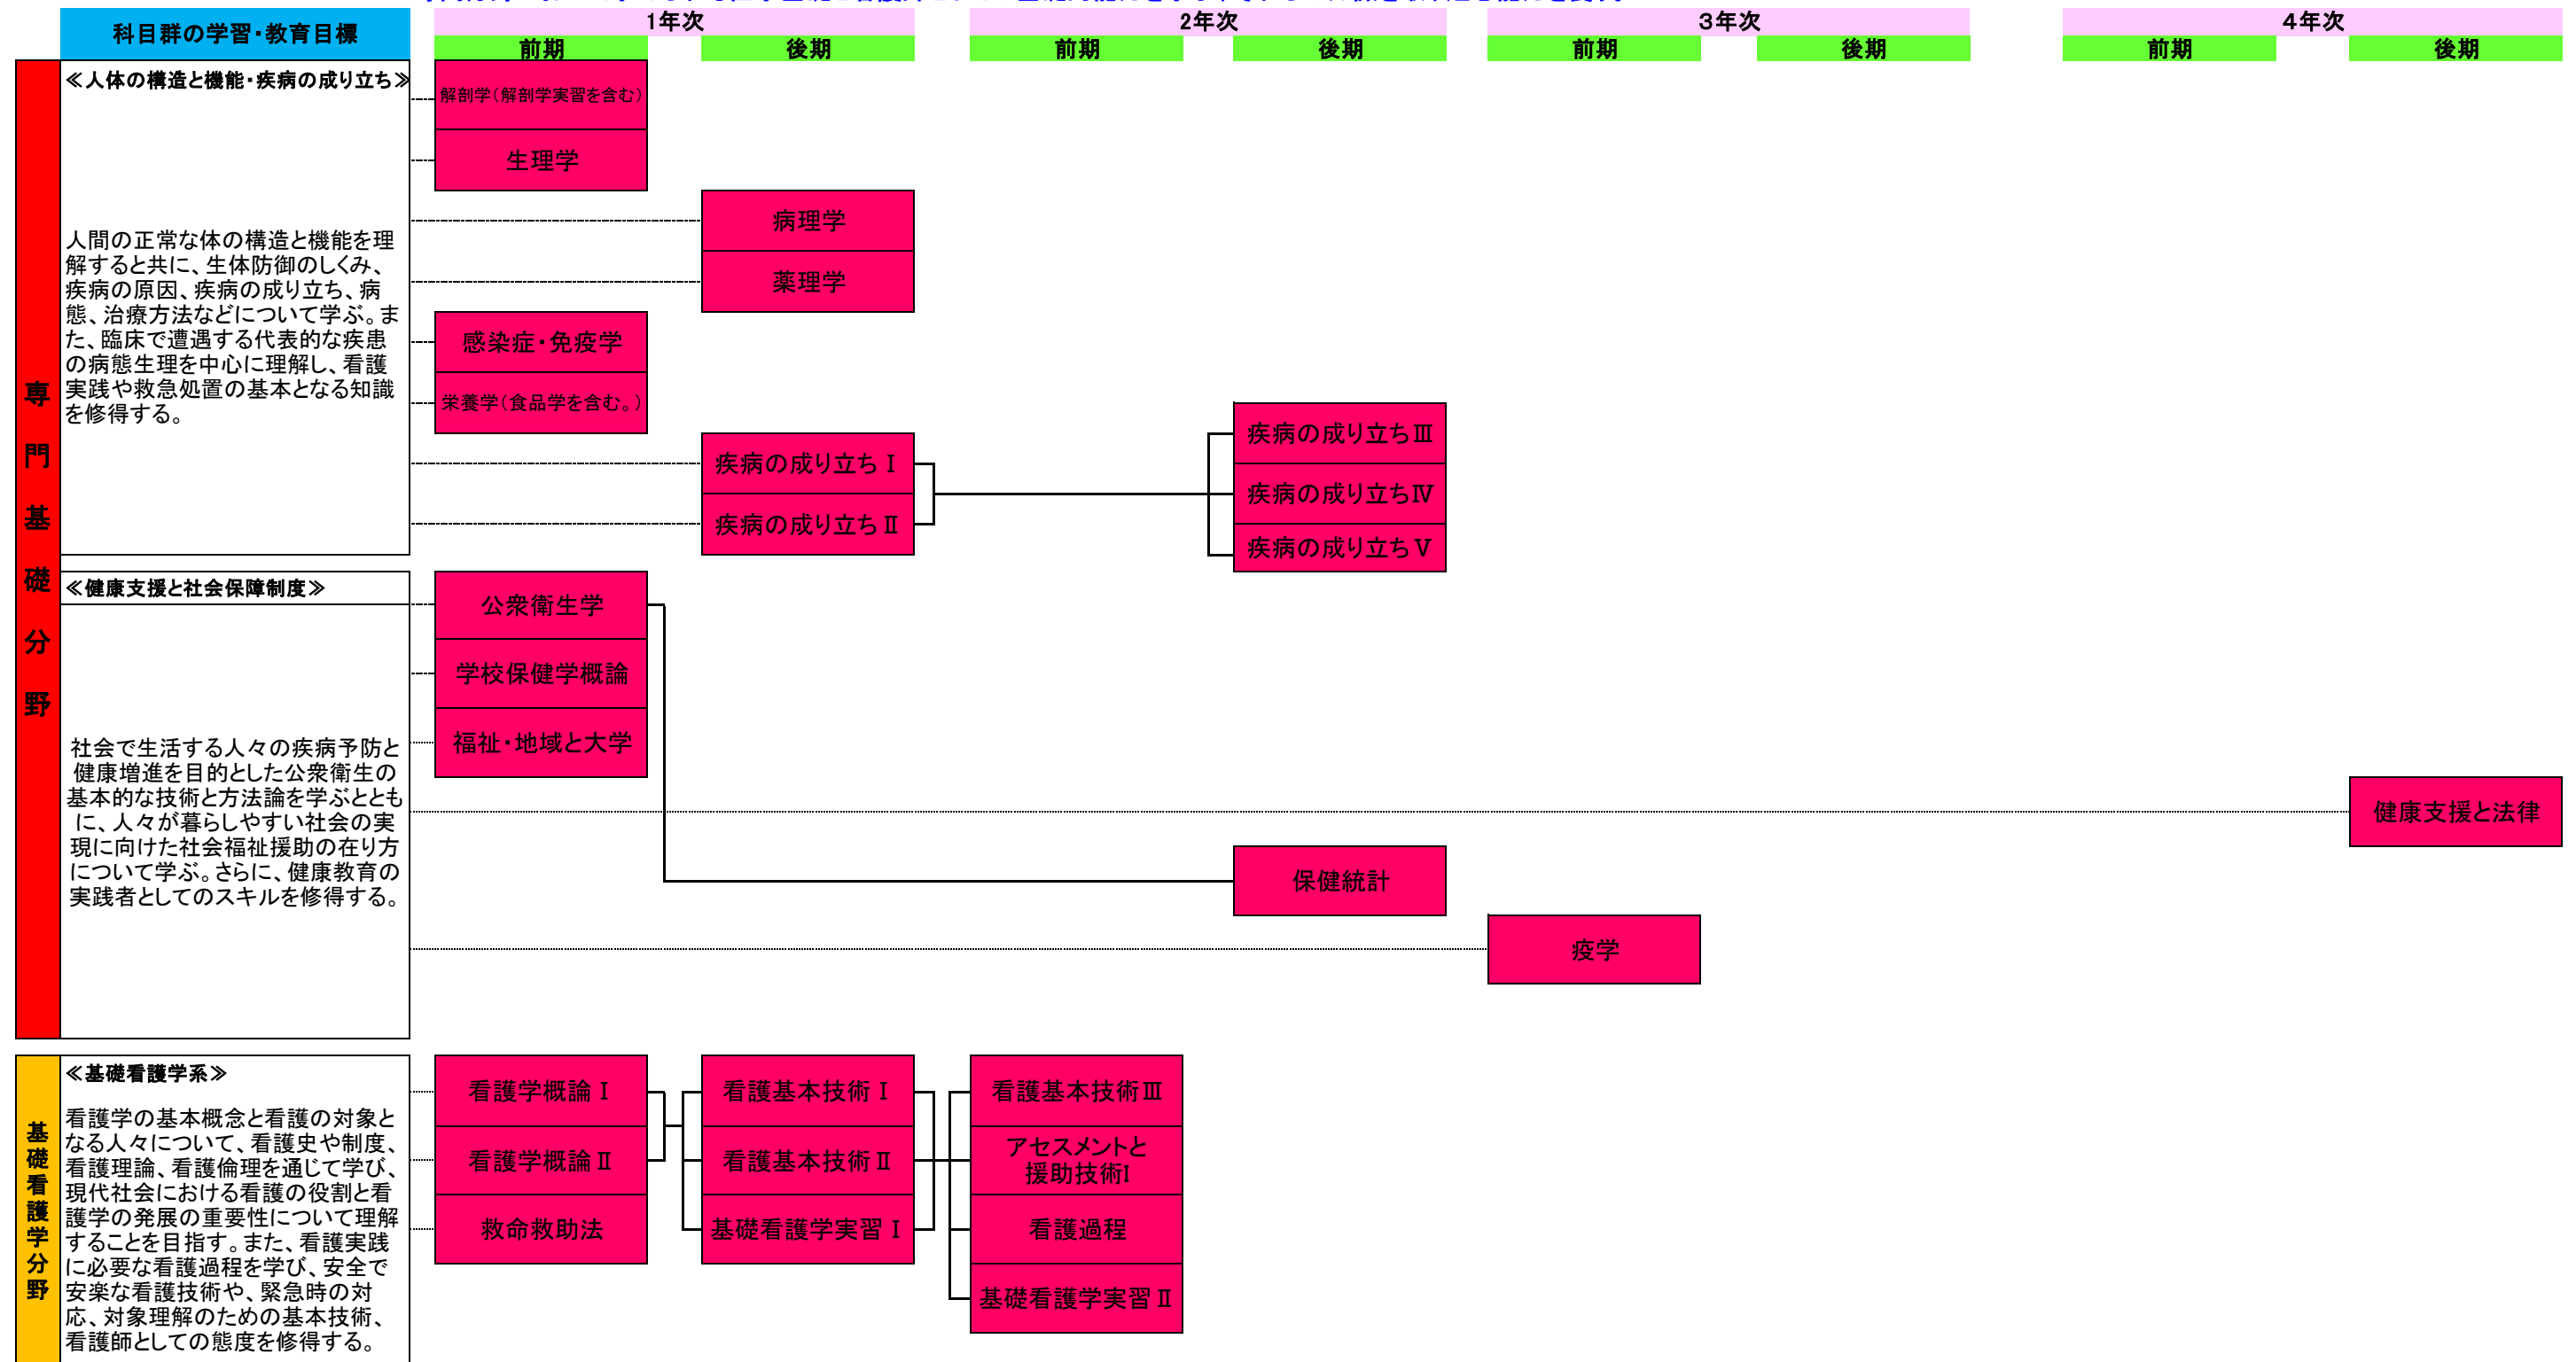 科目群の学習・教育目標
1年次
2年次
3年次
4年次
前期
後期
前期
後期
前期
後期
前期
後期
専門基礎分野
≪人体の構造と機能・疾病の成り立ち≫
人間の正常な体の構造と機能を理
解すると共に、生体防御のしくみ、
疾病の原因、疾病の成り立ち、病
態、治療方法などについて学ぶ。ま
た、臨床で遭遇する代表的な疾患
の病態生理を中心に理解し、看護
実践や救急処置の基本となる知識
を修得する。
解剖学(解剖学実習を含む)
生理学
病理学
薬理学
感染症・免疫学
栄養学(食品学を含む。)
疾病の成り立ちⅠ
疾病の成り立ちⅡ
疾病の成り立ちⅢ
疾病の成り立ちⅣ
疾病の成り立ちⅤ
≪健康支援と社会保障制度≫
社会で生活する人々の疾病予防と
健康増進を目的とした公衆衛生の
基本的な技術と方法論を学ぶととも
に、人々が暮らしやすい社会の実
現に向けた社会福祉援助の在り方
について学ぶ。さらに、健康教育の
実践者としてのスキルを修得する。
公衆衛生学
学校保健学概論
福祉・地域と大学
健康支援と法律
保健統計
疫学
基礎看護学分野
≪基礎看護学系≫
看護学の基本概念と看護の対象と
なる人々について、看護史や制度、
看護理論、看護倫理を通じて学び、
現代社会における看護の役割と看
護学の発展の重要性について理解
することを目指す。また、看護実践
に必要な看護過程を学び、安全で
安楽な看護技術や、緊急時の対
応、対象理解のための基本技術、
看護師としての態度を修得する。
看護学概論Ⅰ
看護基本技術Ⅰ
看護基本技術Ⅲ
看護学概論Ⅱ
看護基本技術Ⅱ
アセスメントと
援助技術I
救命救助法
基礎看護学実習Ⅰ
看護過程
基礎看護学実習Ⅱ